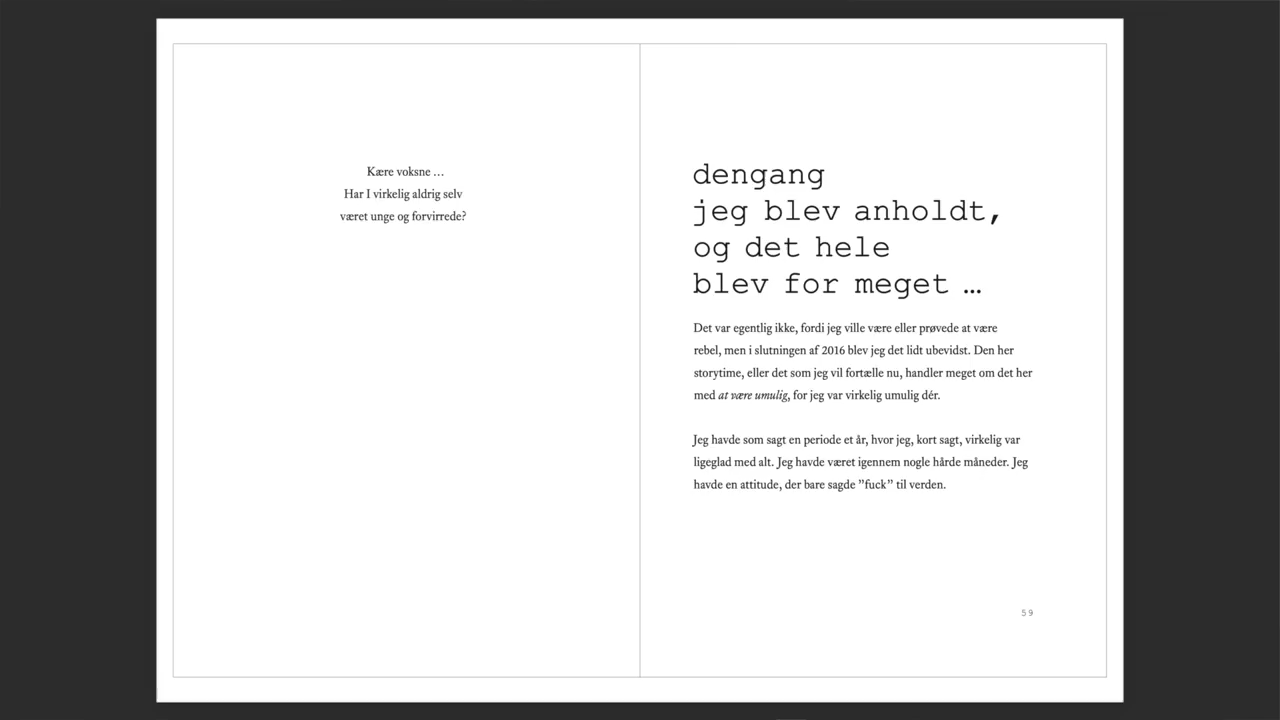 Kære voksne …
Har I virkelig aldrig selv
været unge og forvirrede?
dengang
jeg blev anholdt,
og det hele
blev for meget …
Det var egentlig ikke, fordi jeg ville være eller prøvede at være
rebel, men i slutningen af 2016 blev jeg det lidt ubevidst. Den her
storytime, eller det som jeg vil fortælle nu, handler meget om det her
med at være umulig, for jeg var virkelig umulig dér.
Jeg havde som sagt en periode et år, hvor jeg, kort sagt, virkelig var
ligeglad med alt. Jeg havde været igennem nogle hårde måneder. Jeg
havde en attitude, der bare sagde ”fuck” til verden.
59